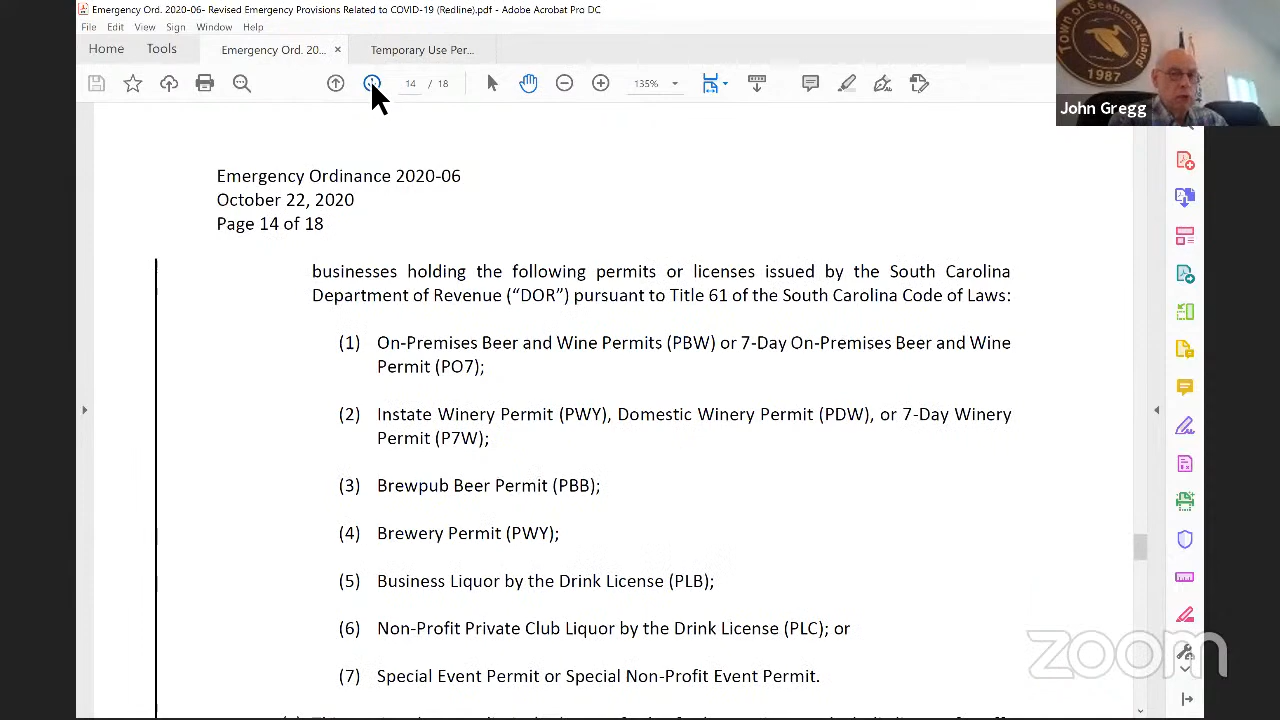 Emergency Ord. 2020-06- Revised Emergency Provisions Related to COVID-19 (Redline).pdf - Adobe Acrobat Pro DC
File Edit View Sign Window Help
Home Tools Emergency Ord. 20... × Temporary Use Per...
14 / 18 135%
Town of Seabrook Island
1987
John Gregg
Emergency Ordinance 2020-06
October 22, 2020
Page 14 of 18
businesses holding the following permits or licenses issued by the South Carolina
Department of Revenue (“DOR”) pursuant to Title 61 of the South Carolina Code of Laws:
(1) On-Premises Beer and Wine Permits (PBW) or 7-Day On-Premises Beer and Wine
Permit (PO7);
(2) Instate Winery Permit (PWY), Domestic Winery Permit (PDW), or 7-Day Winery
Permit (P7W);
(3) Brewpub Beer Permit (PBB);
(4) Brewery Permit (PWY);
(5) Business Liquor by the Drink License (PLB);
(6) Non-Profit Private Club Liquor by the Drink License (PLC); or
(7) Special Event Permit or Special Non-Profit Event Permit.
zoom